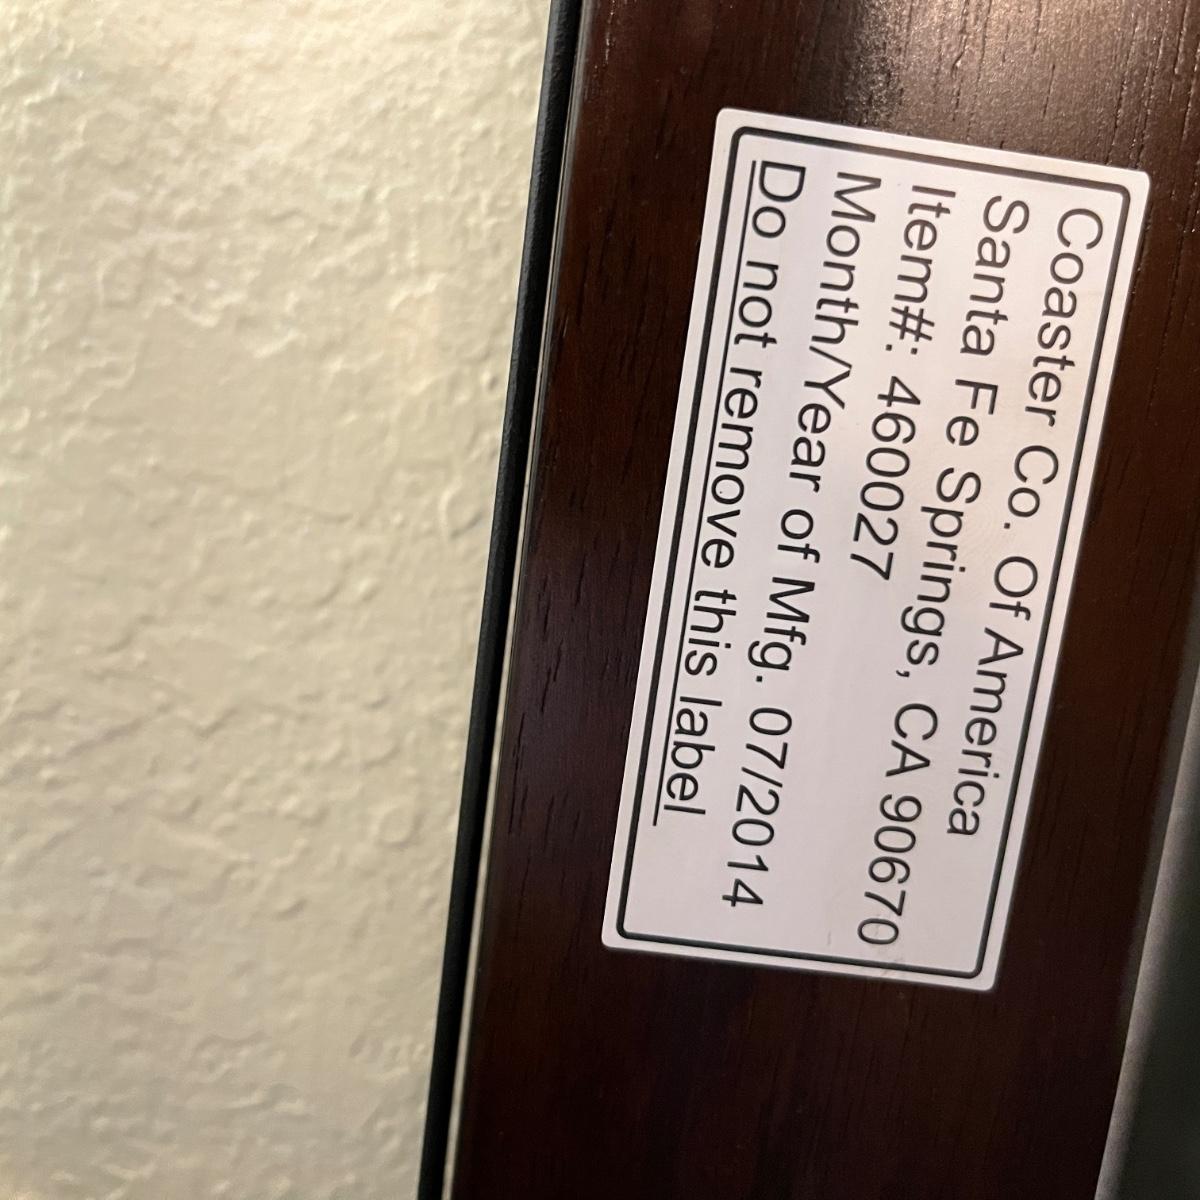 Coaster Co. Of America
Santa Fe Springs, CA 90670
Item#: 460027
Month/Year of Mfg. 07/2014
Do not remove this label